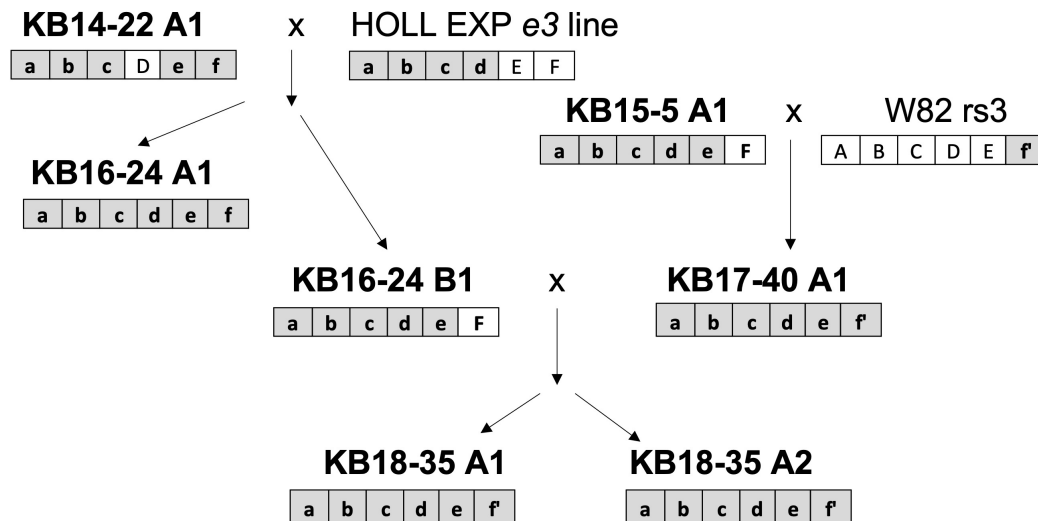 KB14-22 A1 x HOLL EXP e3 line
a b c D e f
a b c d E F
KB15-5 A1 x W82 rs3
a b c d e F
A B C D E f'
KB16-24 A1
a b c d e f
KB16-24 B1 x KB17-40 A1
a b c d e F
a b c d e f'
KB18-35 A1 KB18-35 A2
a b c d e f'
a b c d e f'